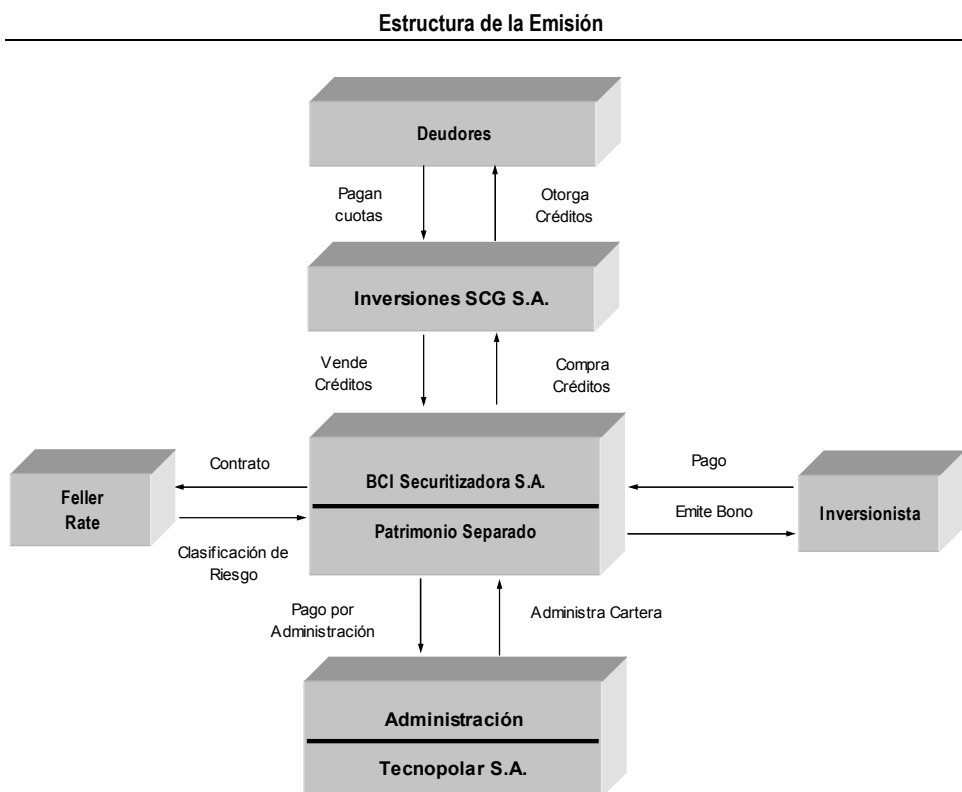 Estructura de la Emisión
Deudores
Pagan
cuotas
Otorga
Créditos
Inversiones SCG S.A.
Vende
Créditos
Compra
Créditos
Contrato
Feller
Rate
Clasificación de
Riesgo
BCI Securitizadora S.A.
Patrimonio Separado
Pago
Emite Bono
Inversionista
Pago por
Administración
Administra Cartera
Administración
Tecnopolar S.A.